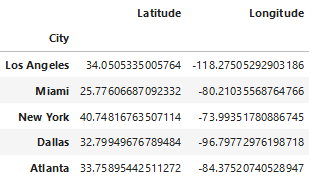 Latitude Longitude
City
Los Angeles 34.0505335005764 -118.27505292903186
Miami 25.77606687092332 -80.21035568764766
New York 40.74816763507114 -73.99351780886745
Dallas 32.79949676789484 -96.79772976198718
Atlanta 33.75895442511272 -84.37520740528947